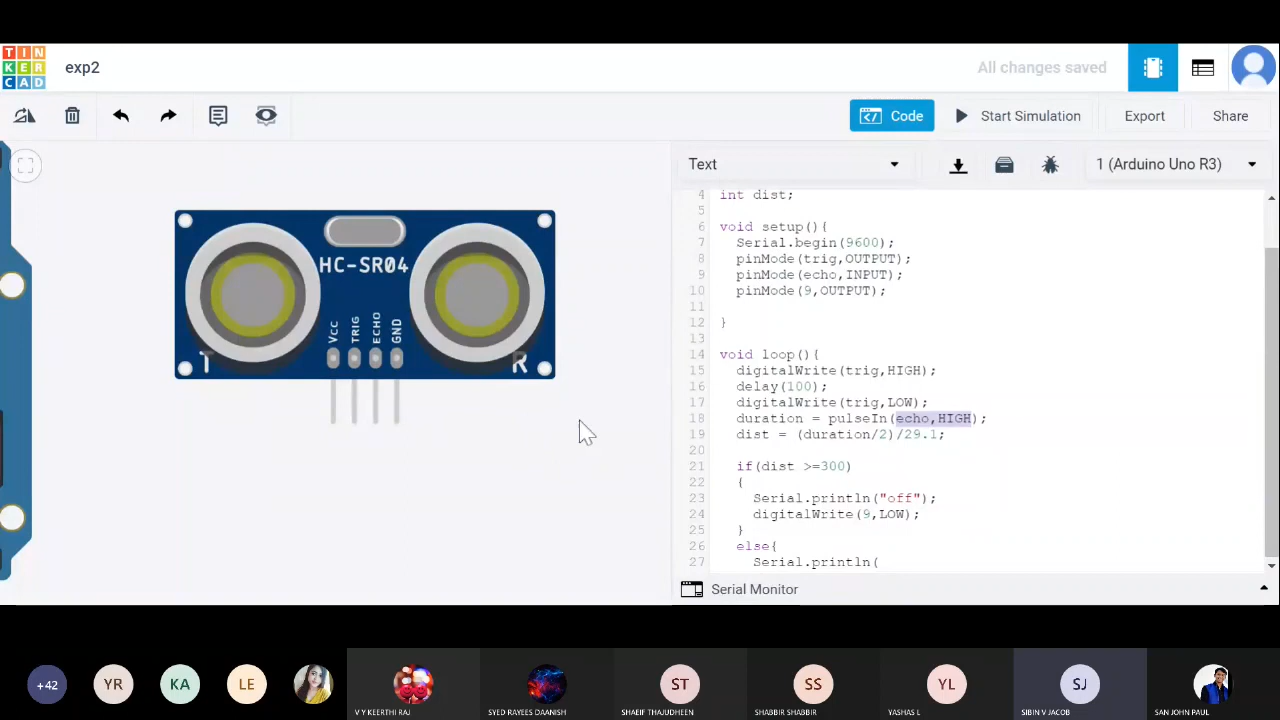 TIN
KER
CAD
exp2
All changes saved
Code
Start Simulation
Export
Share
Text
1 (Arduino Uno R3)
HC-SR04
Vcc
TRIG
ECHO
GND
T
R
4 int dist;
5
6 void setup(){
7 Serial.begin(9600);
8 pinMode(trig,OUTPUT);
9 pinMode(echo,INPUT);
10 pinMode(9,OUTPUT);
11
12 }
13
14 void loop(){
15 digitalWrite(trig,HIGH);
16 delay(100);
17 digitalWrite(trig,LOW);
18 duration = pulseIn(echo,HIGH);
19 dist = (duration/2)/29.1;
20
21 if(dist >=300)
22 {
23 Serial.println("off");
24 digitalWrite(9,LOW);
25 }
26 else{
27 Serial.println(
Serial Monitor
+42
YR
KA
LE
ST
SS
YL
SJ
V Y KEERTHI RAJ
SYED RAYEES DAANISH
SHAEIF THAJUDHEEN
SHABBIR SHABBIR
YASHAS L
SIBIN V JACOB
SAN JOHN PAUL